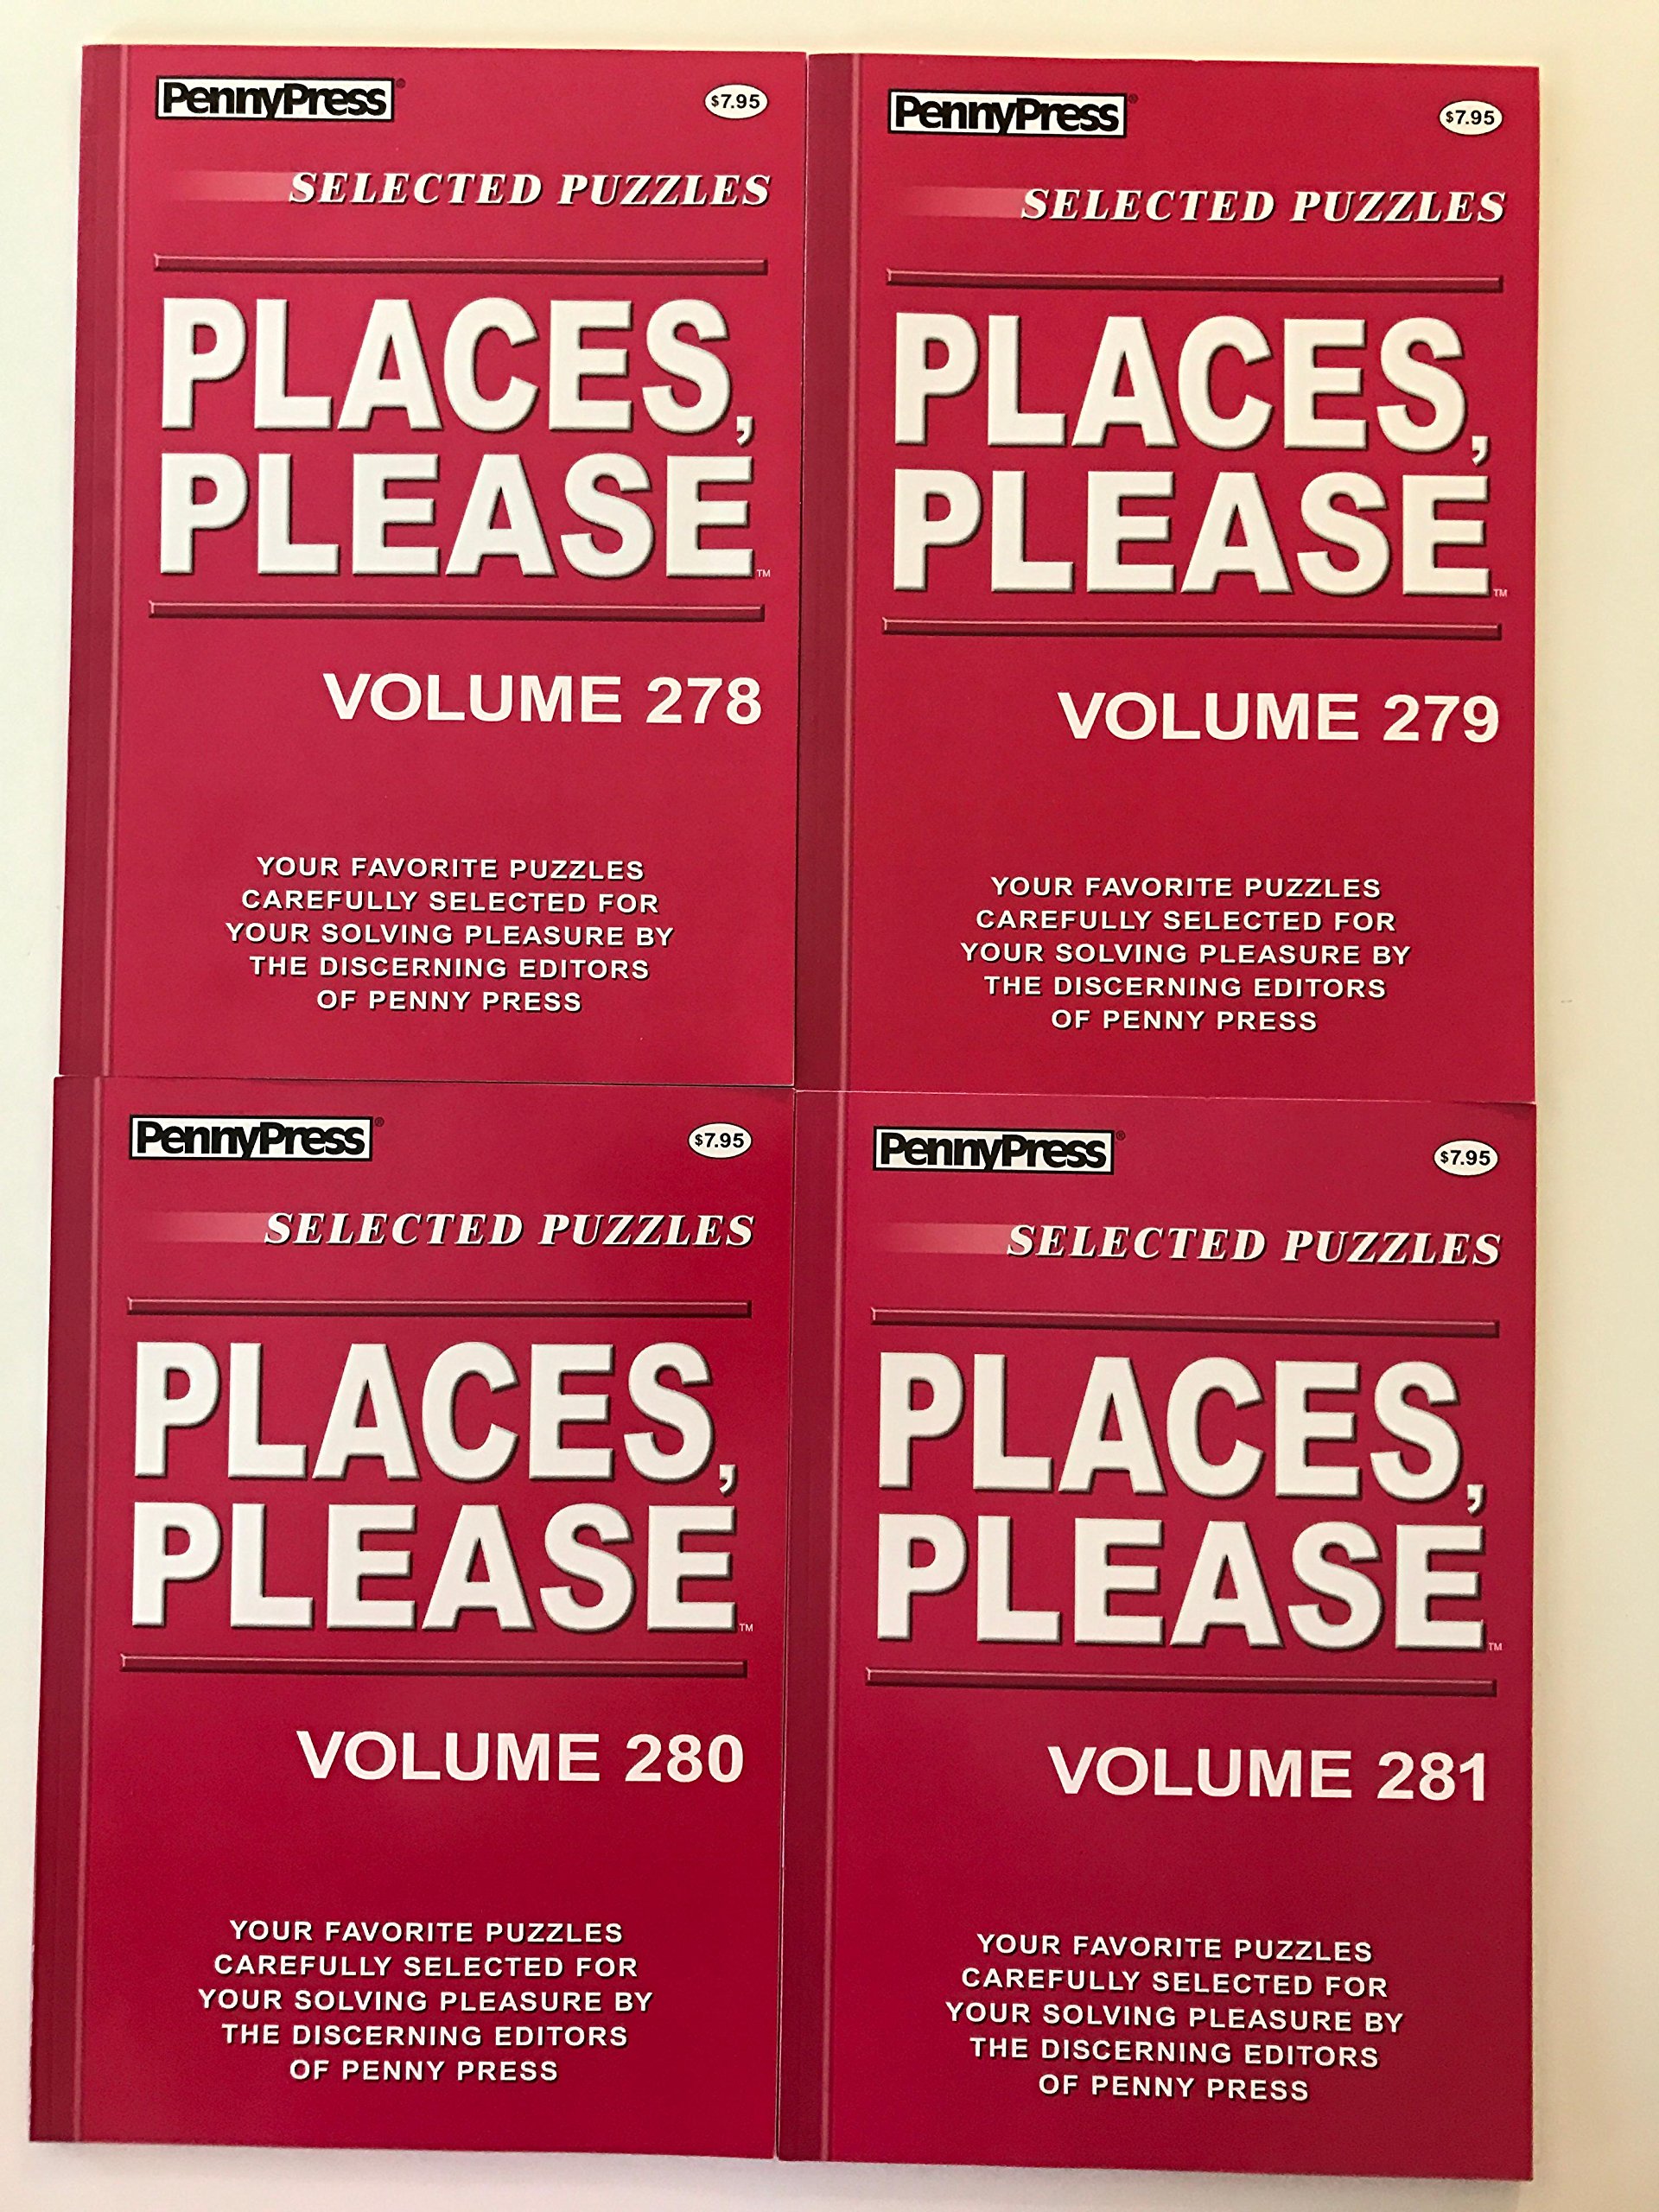 PennyPress®
$7.95
SELECTED PUZZLES
PLACES,
PLEASE™
VOLUME 278
YOUR FAVORITE PUZZLES
CAREFULLY SELECTED FOR
YOUR SOLVING PLEASURE BY
THE DISCERNING EDITORS
OF PENNY PRESS
PennyPress®
$7.95
SELECTED PUZZLES
PLACES,
PLEASE™
VOLUME 279
YOUR FAVORITE PUZZLES
CAREFULLY SELECTED FOR
YOUR SOLVING PLEASURE BY
THE DISCERNING EDITORS
OF PENNY PRESS
PennyPress®
$7.95
SELECTED PUZZLES
PLACES,
PLEASE™
VOLUME 280
YOUR FAVORITE PUZZLES
CAREFULLY SELECTED FOR
YOUR SOLVING PLEASURE BY
THE DISCERNING EDITORS
OF PENNY PRESS
PennyPress®
$7.95
SELECTED PUZZLES
PLACES,
PLEASE™
VOLUME 281
YOUR FAVORITE PUZZLES
CAREFULLY SELECTED FOR
YOUR SOLVING PLEASURE BY
THE DISCERNING EDITORS
OF PENNY PRESS